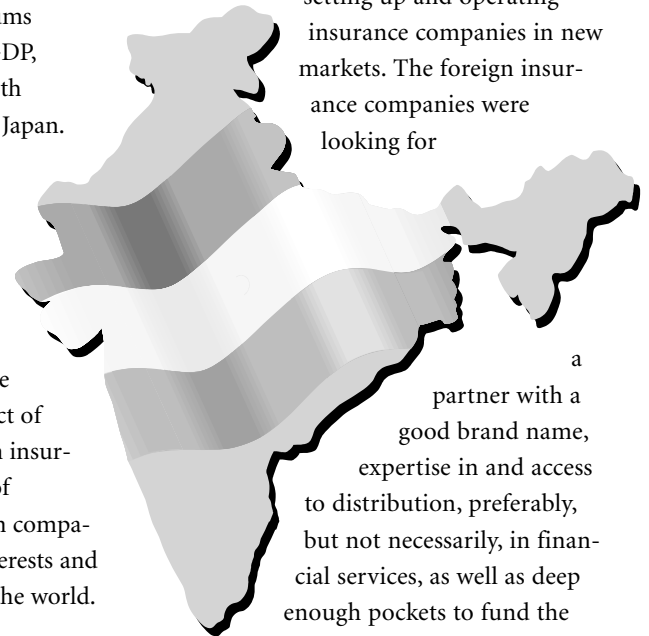 ums
DP,
th
Japan.
e
ct of
insur-
of
compa-
erests and
he world.
setting up and operating
insurance companies in new
markets. The foreign insur-
ance companies were
looking for
a
partner with a
good brand name,
expertise in and access
to distribution, preferably,
but not necessarily, in finan-
cial services, as well as deep
enough pockets to fund the